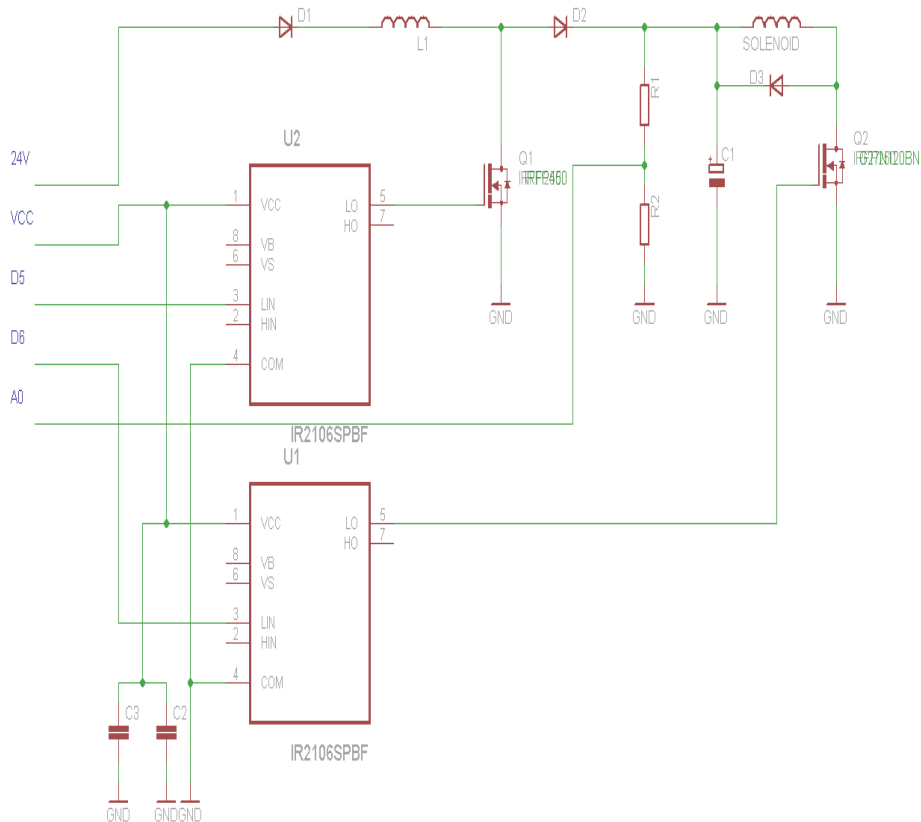 D1
L1
D2
SOLENOID
D3
R1
R2
C1
Q1
Q2
24V
VCC
D5
D6
A0
U2
1 VCC
8 VB
6 VS
3 LIN
2 HIN
4 COM
LO 5
HO 7
IR2106SPBF
GND
GND
GND
GND
U1
1 VCC
8 VB
6 VS
3 LIN
2 HIN
4 COM
LO 5
HO 7
IR2106SPBF
C3
C2
GND
GND
GND